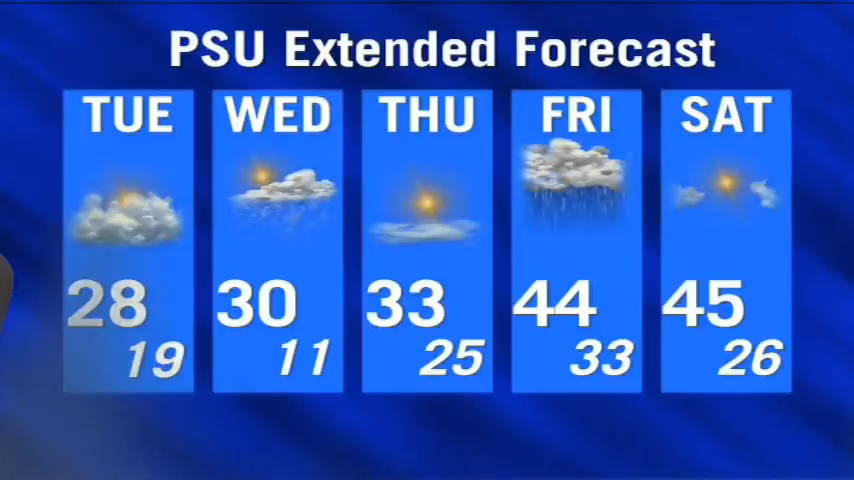 PSU Extended Forecast
TUE WED THU FRI SAT
28 30 33 44 45
19 11 25 33 26